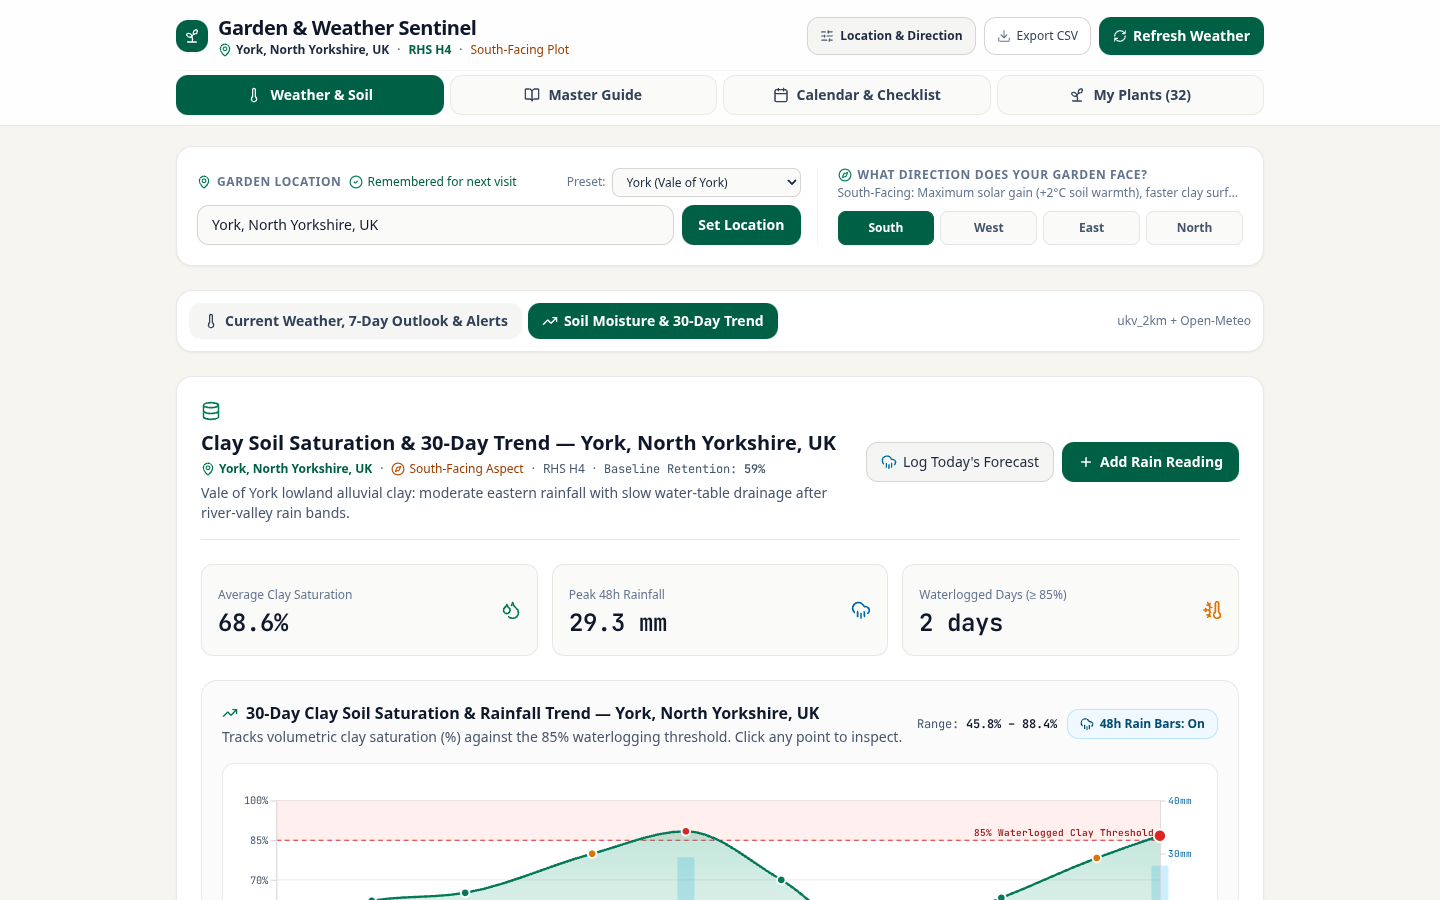 Garden & Weather Sentinel
York, North Yorkshire, UK · RHS H4 · South-Facing Plot
Location & Direction
Export CSV
Refresh Weather
Weather & Soil
Master Guide
Calendar & Checklist
My Plants (32)
GARDEN LOCATION
Remembered for next visit
Preset:
York (Vale of York)
York, North Yorkshire, UK
Set Location
WHAT DIRECTION DOES YOUR GARDEN FACE?
South-Facing: Maximum solar gain (+2°C soil warmth), faster clay surf…
South
West
East
North
Current Weather, 7-Day Outlook & Alerts
Soil Moisture & 30-Day Trend
ukv_2km + Open-Meteo
Clay Soil Saturation & 30-Day Trend — York, North Yorkshire, UK
York, North Yorkshire, UK · South-Facing Aspect · RHS H4 · Baseline Retention: 59%
Vale of York lowland alluvial clay: moderate eastern rainfall with slow water-table drainage after
river-valley rain bands.
Log Today's Forecast
Add Rain Reading
Average Clay Saturation
68.6%
Peak 48h Rainfall
29.3 mm
Waterlogged Days (≥ 85%)
2 days
30-Day Clay Soil Saturation & Rainfall Trend — York, North Yorkshire, UK
Tracks volumetric clay saturation (%) against the 85% waterlogging threshold. Click any point to inspect.
Range: 45.8% – 88.4%
48h Rain Bars: On
100%
40mm
85% Waterlogged Clay Threshold
85%
30mm
70%